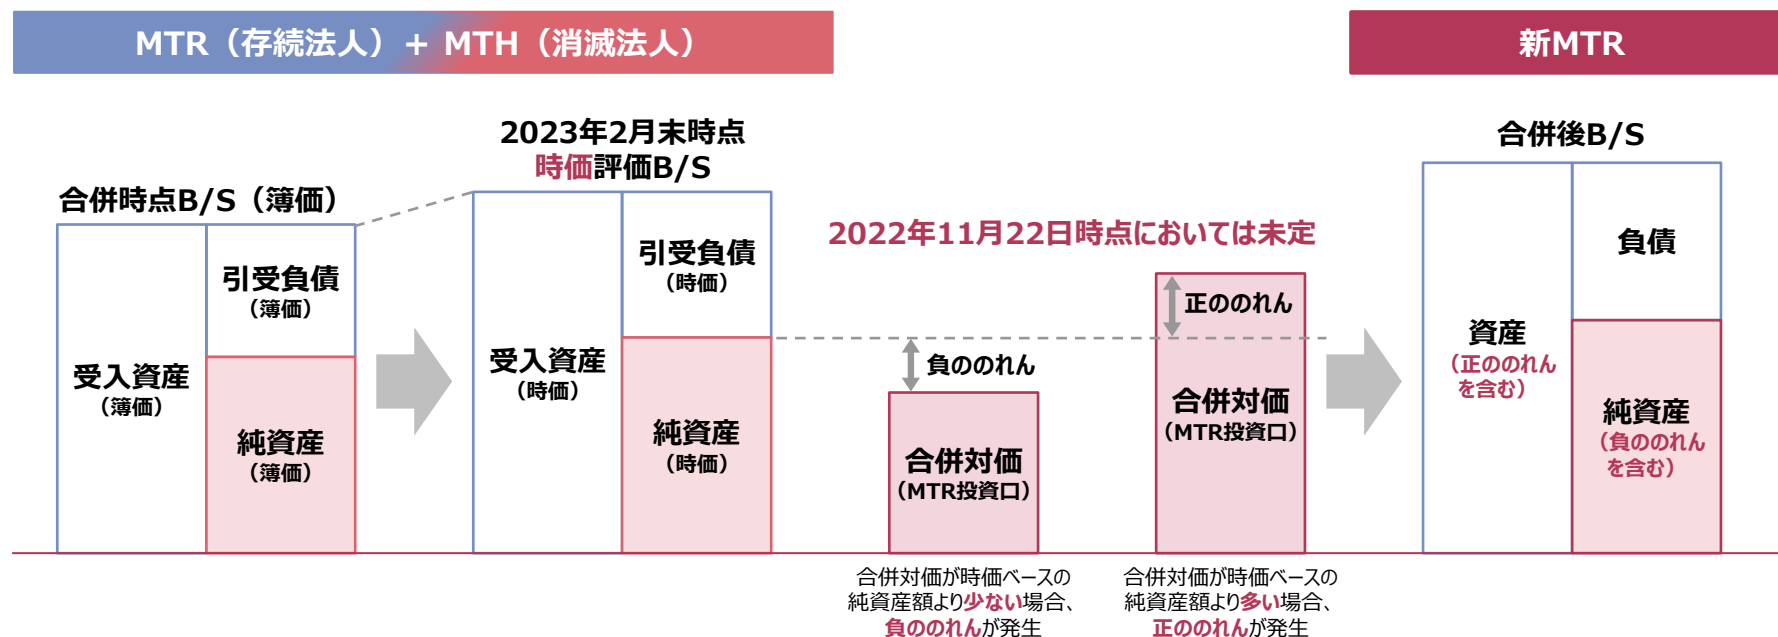 MTR（存続法人）＋ MTH（消滅法人）
新MTR
合併時点B/S（簿価）
受入資産
（簿価）
引受負債
（簿価）
純資産
（簿価）
2023年2月末時点
時価評価B/S
受入資産
（時価）
引受負債
（時価）
純資産
（時価）
2022年11月22日時点においては未定
負ののれん
合併対価
（MTR投資口）
合併対価が時価ベースの
純資産額より少ない場合、
負ののれんが発生
正ののれん
合併対価
（MTR投資口）
合併対価が時価ベースの
純資産額より多い場合、
正ののれんが発生
合併後B/S
資産
（正ののれん
を含む）
負債
純資産
（負ののれん
を含む）